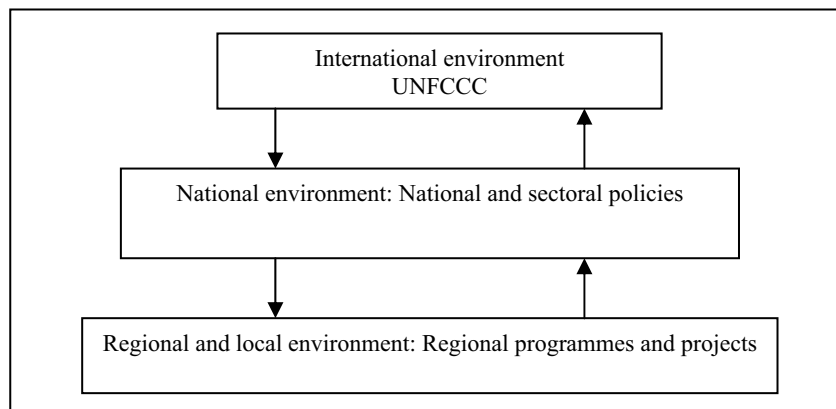 International environment
UNFCCC
National environment: National and sectoral policies
Regional and local environment: Regional programmes and projects